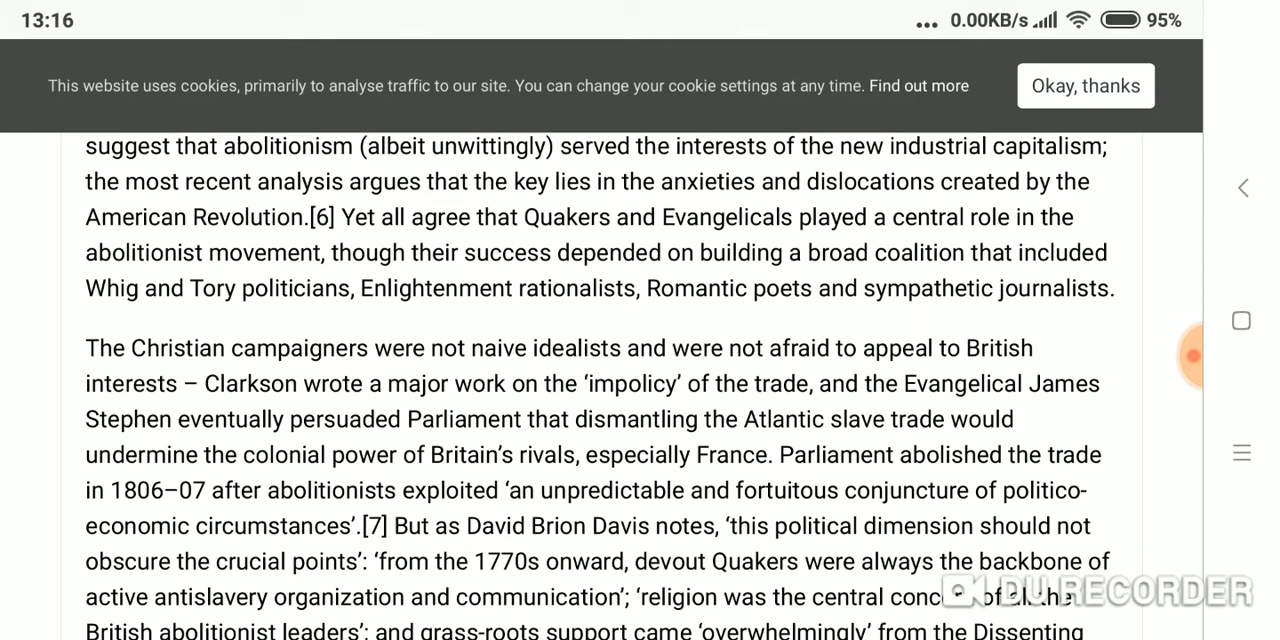 13:16
... 0.00KB/s 95%
This website uses cookies, primarily to analyse traffic to our site. You can change your cookie settings at any time. Find out more
Okay, thanks
suggest that abolitionism (albeit unwittingly) served the interests of the new industrial capitalism;
the most recent analysis argues that the key lies in the anxieties and dislocations created by the
American Revolution.[6] Yet all agree that Quakers and Evangelicals played a central role in the
abolitionist movement, though their success depended on building a broad coalition that included
Whig and Tory politicians, Enlightenment rationalists, Romantic poets and sympathetic journalists.
The Christian campaigners were not naive idealists and were not afraid to appeal to British
interests – Clarkson wrote a major work on the ‘impolicy’ of the trade, and the Evangelical James
Stephen eventually persuaded Parliament that dismantling the Atlantic slave trade would
undermine the colonial power of Britain’s rivals, especially France. Parliament abolished the trade
in 1806–07 after abolitionists exploited ‘an unpredictable and fortuitous conjuncture of politico-
economic circumstances’.[7] But as David Brion Davis notes, ‘this political dimension should not
obscure the crucial points’: ‘from the 1770s onward, devout Quakers were always the backbone of
active antislavery organization and communication’; ‘religion was the central of all the
DU RECORDER
British abolitionist leaders’; and grass-roots support came ‘overwhelmingly’ from the Dissenting